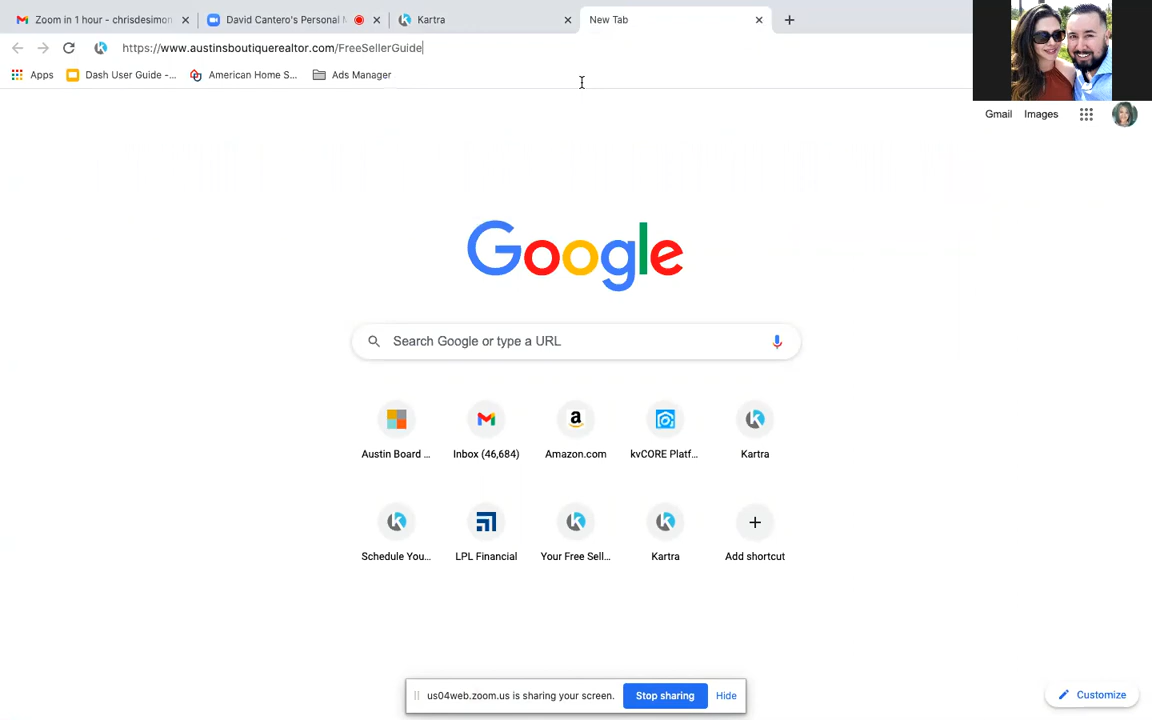 Zoom in 1 hour - chrisdesimon
David Cantero's Personal M
Kartra
New Tab
https://www.austinsboutiquerealtor.com/FreeSellerGuide
Apps
Dash User Guide -...
American Home S...
Ads Manager
Gmail
Images
Google
Search Google or type a URL
Austin Board ...
Inbox (46,684)
Amazon.com
kvCORE Platf...
Kartra
Schedule You...
LPL Financial
Your Free Sell...
Kartra
Add shortcut
us04web.zoom.us is sharing your screen.
Stop sharing
Hide
Customize